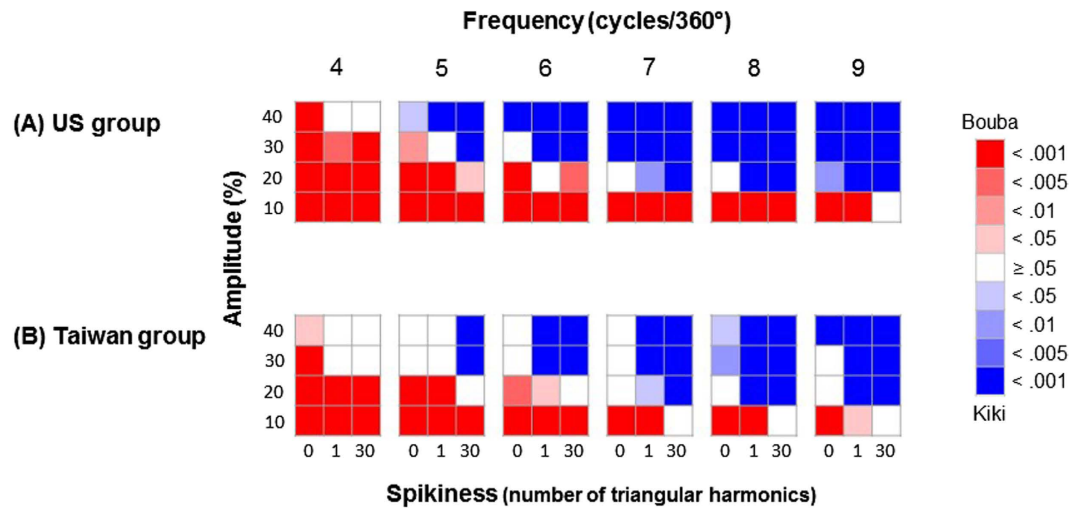 Frequency (cycles/360°)
4 5 6 7 8 9
(A) US group
Amplitude (%)
40
30
20
10
Bouba
< .001
< .005
< .01
< .05
≥ .05
< .05
< .01
< .005
< .001
Kiki
(B) Taiwan group
40
30
20
10
0 1 30 0 1 30 0 1 30 0 1 30 0 1 30 0 1 30
Spikiness (number of triangular harmonics)